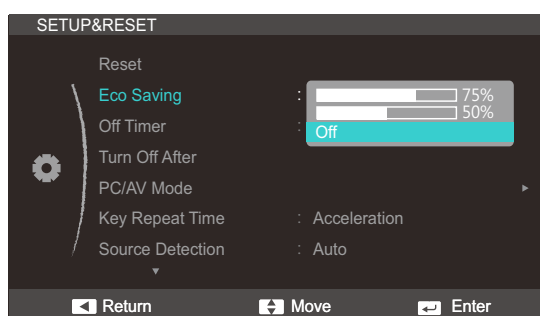 SETUP&RESET
Reset
Eco Saving : 75%
50%
Off Timer : Off
Turn Off After
PC/AV Mode
Key Repeat Time : Acceleration
Source Detection : Auto
Return Move Enter